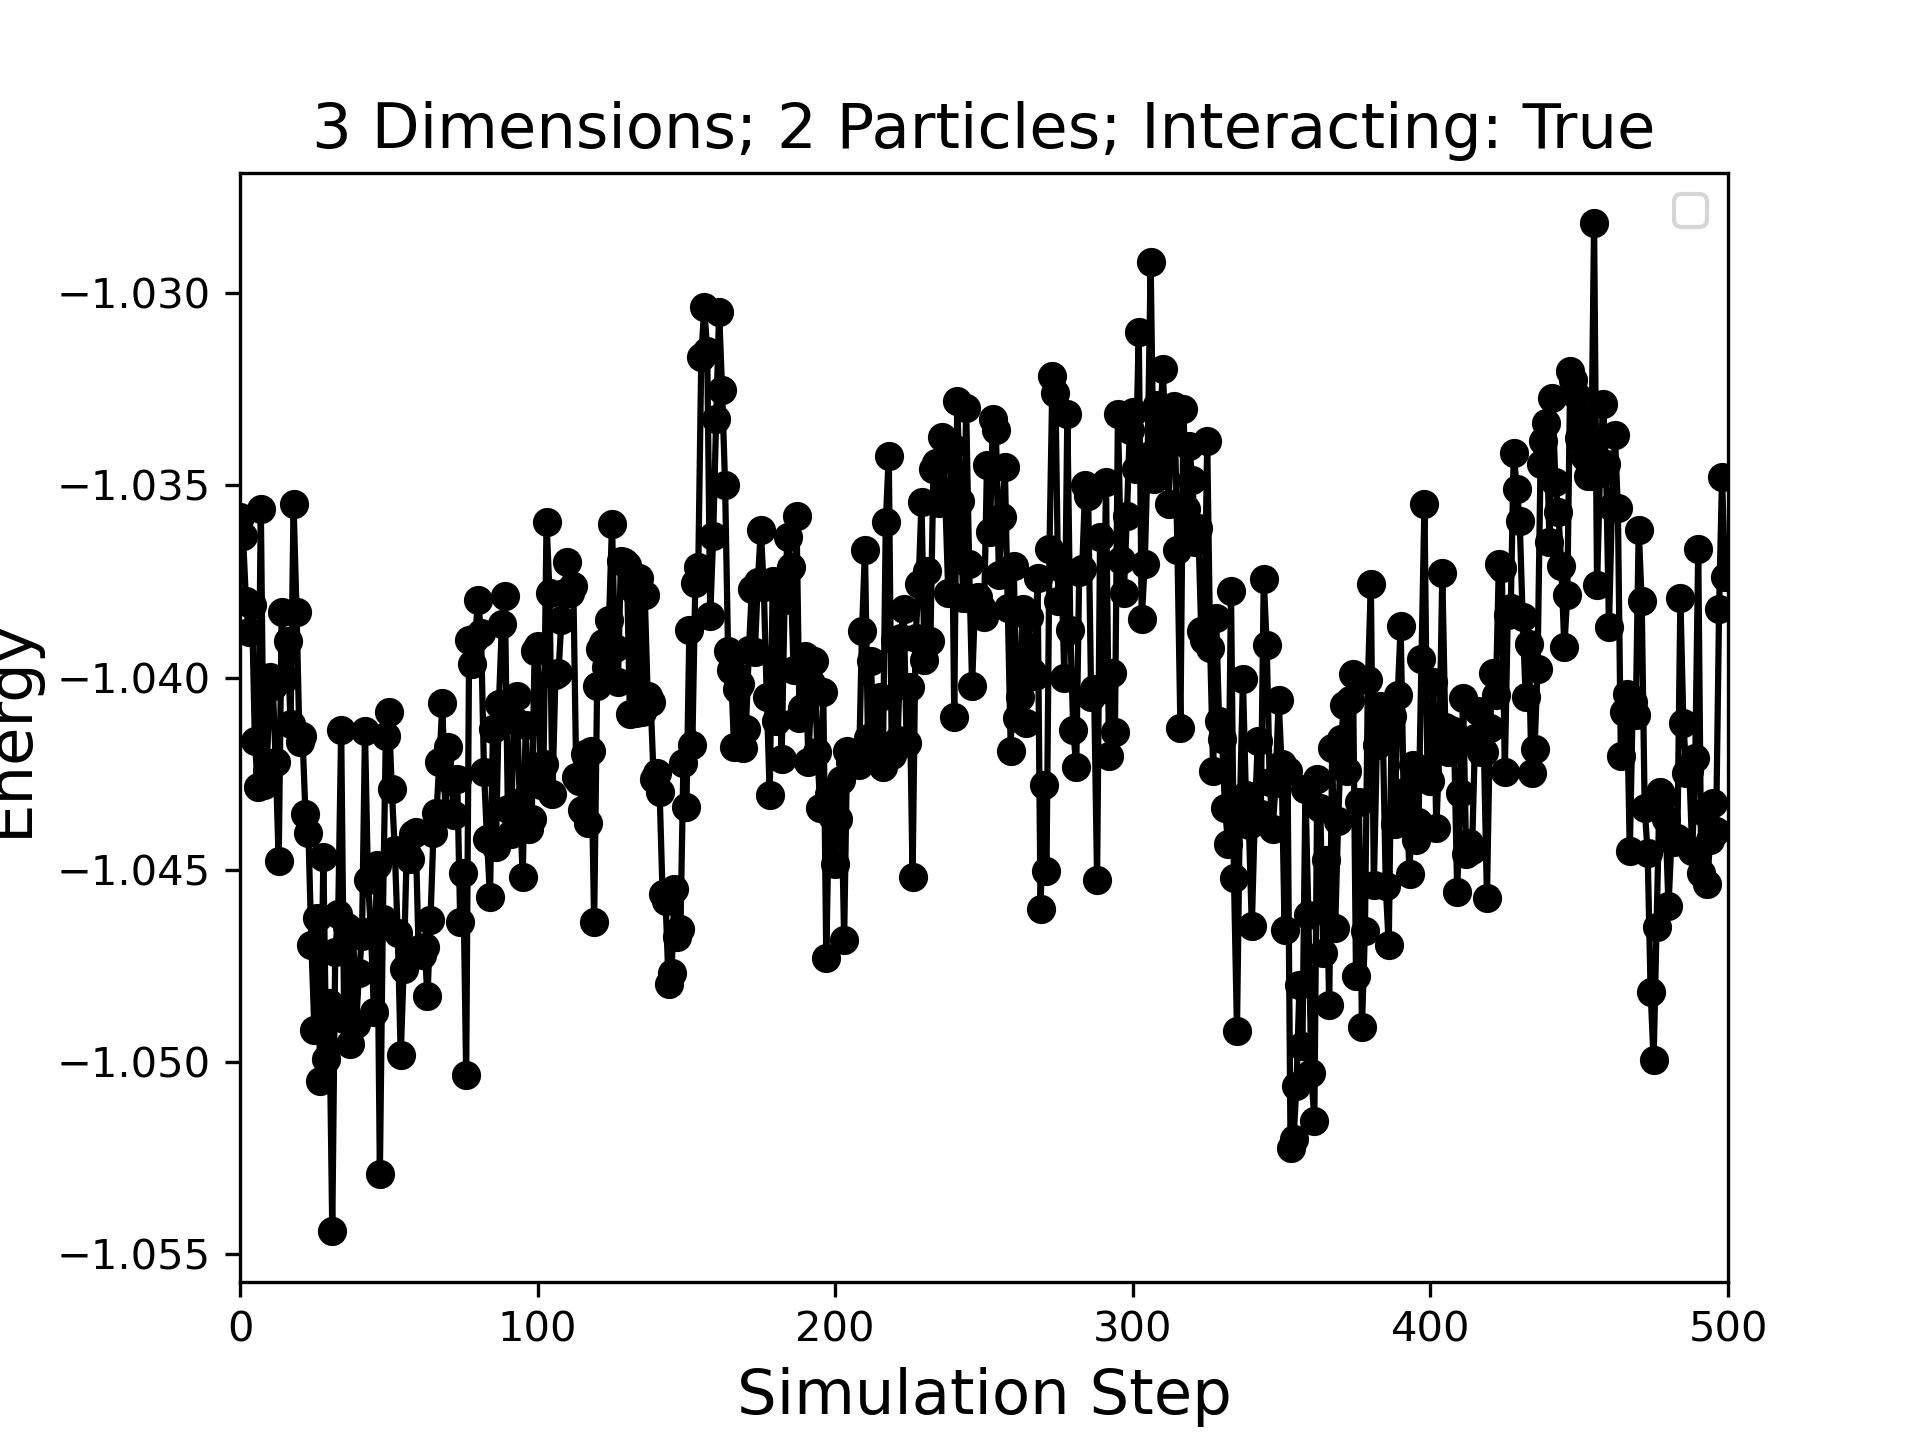 3 Dimensions; 2 Particles; Interacting: True
Energy
−1.030
−1.035
−1.040
−1.045
−1.050
−1.055
0 100 200 300 400 500
Simulation Step